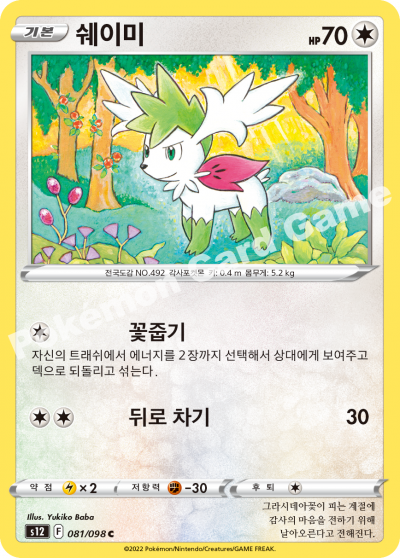 기본 쉐이미 HP 70
전국도감 NO.492 감사포켓몬 키: 0.4 m 몸무게: 5.2 kg
Pokémon Card Game
꽃줍기
자신의 트래쉬에서 에너지를 2장까지 선택해서 상대에게 보여주고
덱으로 되돌리고 섞는다.
뒤로 차기 30
약점 ×2 저항력 -30 후퇴
Illus. Yukiko Baba
s12 F 081/098 C
그라시데아꽃이 피는 계절에
감사의 마음을 전하기 위해
날아오른다고 전해진다.
©2022 Pokémon/Nintendo/Creatures/GAME FREAK.